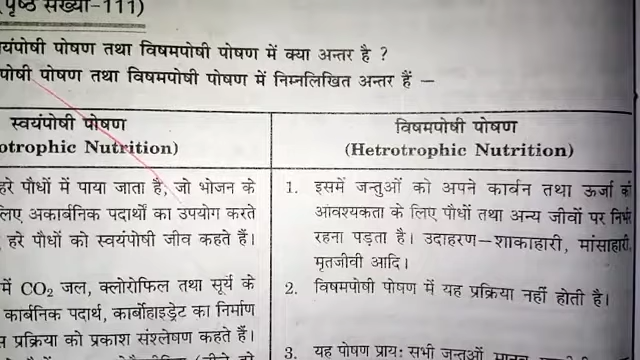 (पृष्ठ संख्या-111)
यंपोषी पोषण तथा विषमपोषी पोषण में क्या अन्तर है ?
पोषी पोषण तथा विषमपोषी पोषण में निम्नलिखित अन्तर हैं —
स्वयंपोषी पोषण
otrophic Nutrition)
हरे पौधों में पाया जाता है, जो भोजन के
लिए अकार्बनिक पदार्थों का उपयोग करते
हरे पौधों को स्वयंपोषी जीव कहते हैं।
में CO₂ जल, क्लोरोफिल तथा सूर्य के
कार्बनिक पदार्थ, कार्बोहाइड्रेट का निर्माण
स प्रक्रिया को प्रकाश संश्लेषण कहते हैं।
विषमपोषी पोषण
(Hetrotrophic Nutrition)
1. इसमें जन्तुओं को अपने कार्बन तथा ऊर्जा की
आवश्यकता के लिए पौधों तथा अन्य जीवों पर निर्भर
रहना पड़ता है। उदाहरण—शाकाहारी, मांसाहारी,
मृतजीवी आदि।
2. विषमपोषी पोषण में यह प्रक्रिया नहीं होती है।
3. यह पोषण प्राय: सभी जन्तुओं, मानव